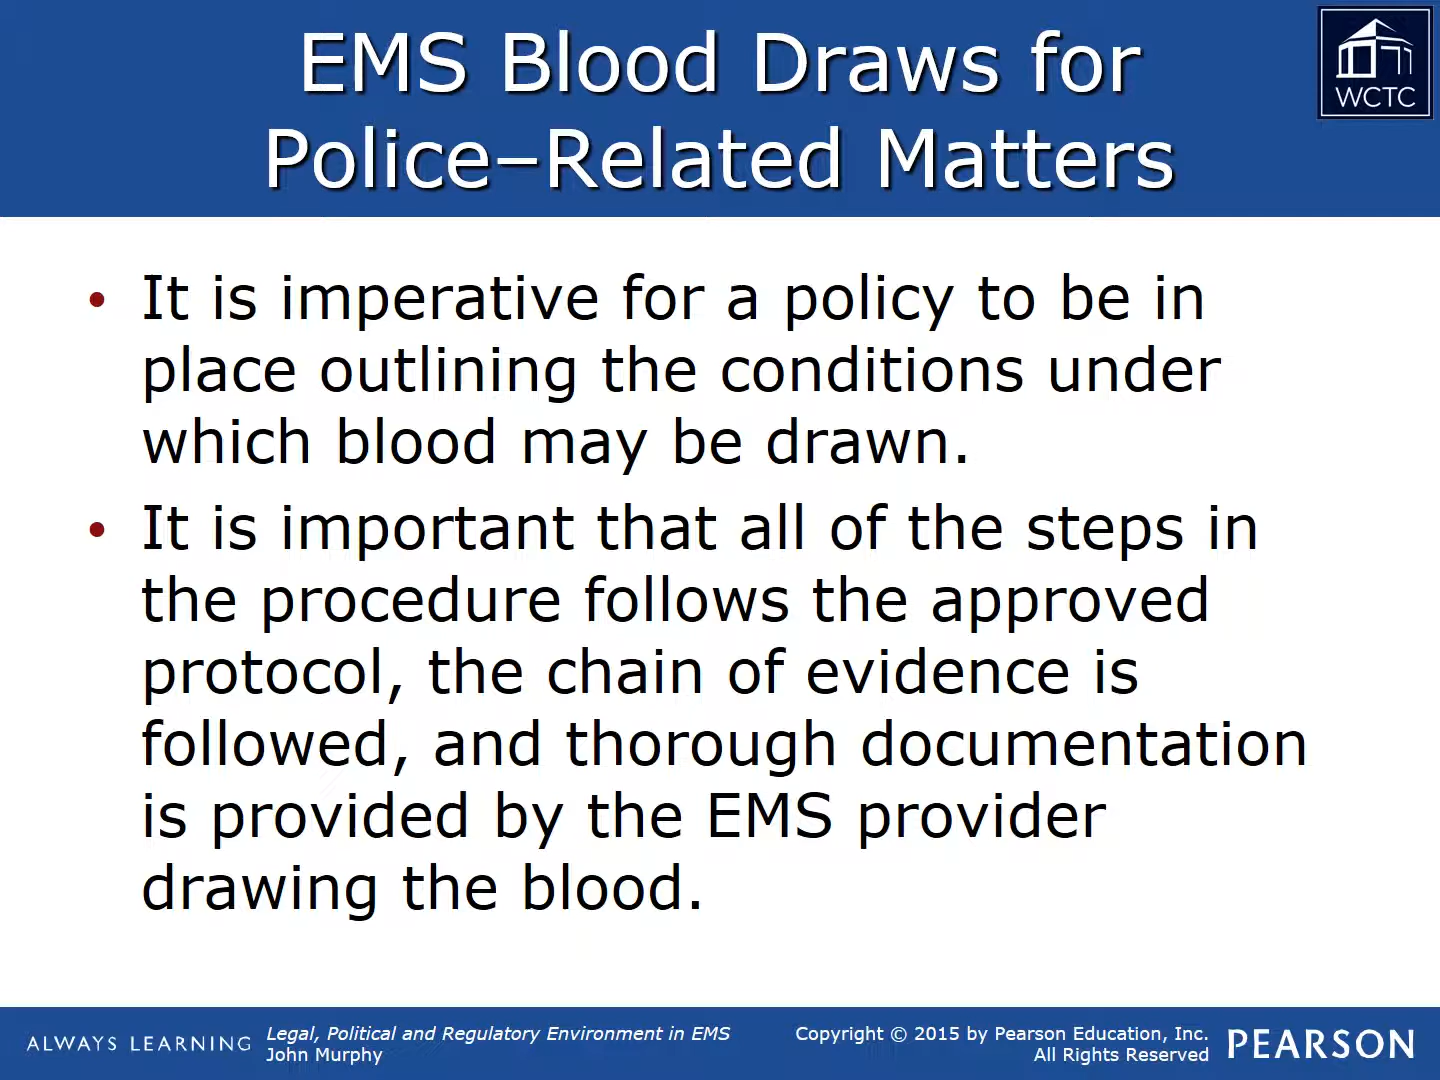 EMS Blood Draws for
Police–Related Matters
WCTC
• It is imperative for a policy to be in
place outlining the conditions under
which blood may be drawn.
• It is important that all of the steps in
the procedure follows the approved
protocol, the chain of evidence is
followed, and thorough documentation
is provided by the EMS provider
drawing the blood.
ALWAYS LEARNING
Legal, Political and Regulatory Environment in EMS
John Murphy
Copyright © 2015 by Pearson Education, Inc.
All Rights Reserved
PEARSON